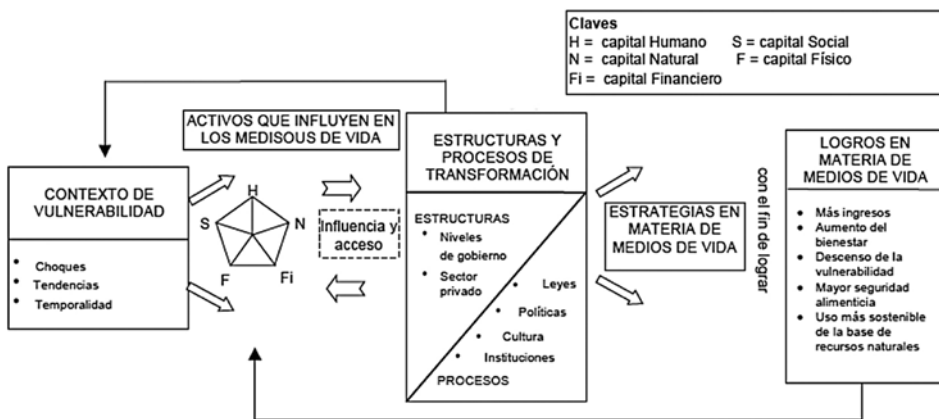 Claves
H = capital Humano S = capital Social
N = capital Natural F = capital Físico
Fi = capital Financiero
ACTIVOS QUE INFLUYEN EN
LOS MEDISOUS DE VIDA
CONTEXTO DE
VULNERABILIDAD
• Choques
• Tendencias
• Temporalidad
H
S
N
F
Fi
Influencia y
acceso
ESTRUCTURAS Y
PROCESOS DE
TRANSFORMACIÓN
ESTRUCTURAS
• Niveles
de gobierno
• Sector
privado
• Leyes
• Políticas
• Cultura
• Instituciones
PROCESOS
ESTRATEGIAS EN
MATERIA DE
MEDIOS DE VIDA
con el fin de lograr
LOGROS EN
MATERIA DE
MEDIOS DE VIDA
• Más ingresos
• Aumento del
bienestar
• Descenso de la
vulnerabilidad
• Mayor seguridad
alimenticia
• Uso más sostenible
de la base de
recursos naturales